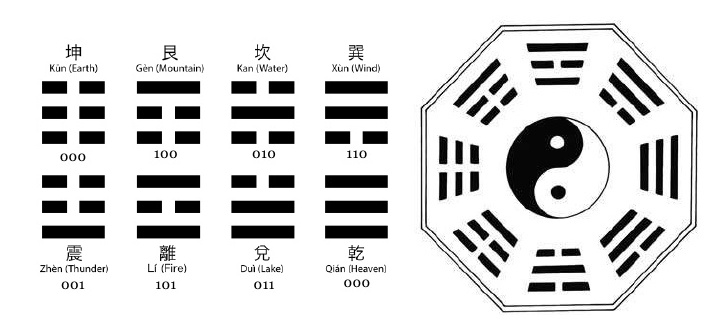 坤 艮 坎 巽
Kūn (Earth) Gèn (Mountain) Kan (Water) Xùn (Wind)
000 100 010 110
震 離 兌 乾
Zhèn (Thunder) Lí (Fire) Duì (Lake) Qián (Heaven)
001 101 011 000